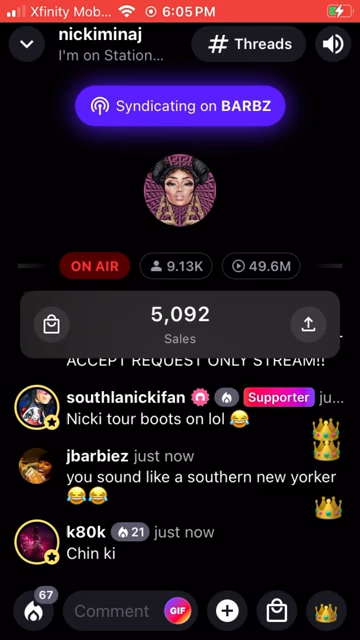 Xfinity Mob... 6:05PM
nickiminaj
I'm on Station...
# Threads
Syndicating on BARBZ
ON AIR 9.13K 49.6M
5,092
Sales
ACCEPT REQUEST ONLY STREAM!!
southlanickifan Supporter ju...
Nicki tour boots on lol 😂
jbarbiez just now
you sound like a southern new yorker
😂😂
k80k 21 just now
Chin ki
67
Comment GIF